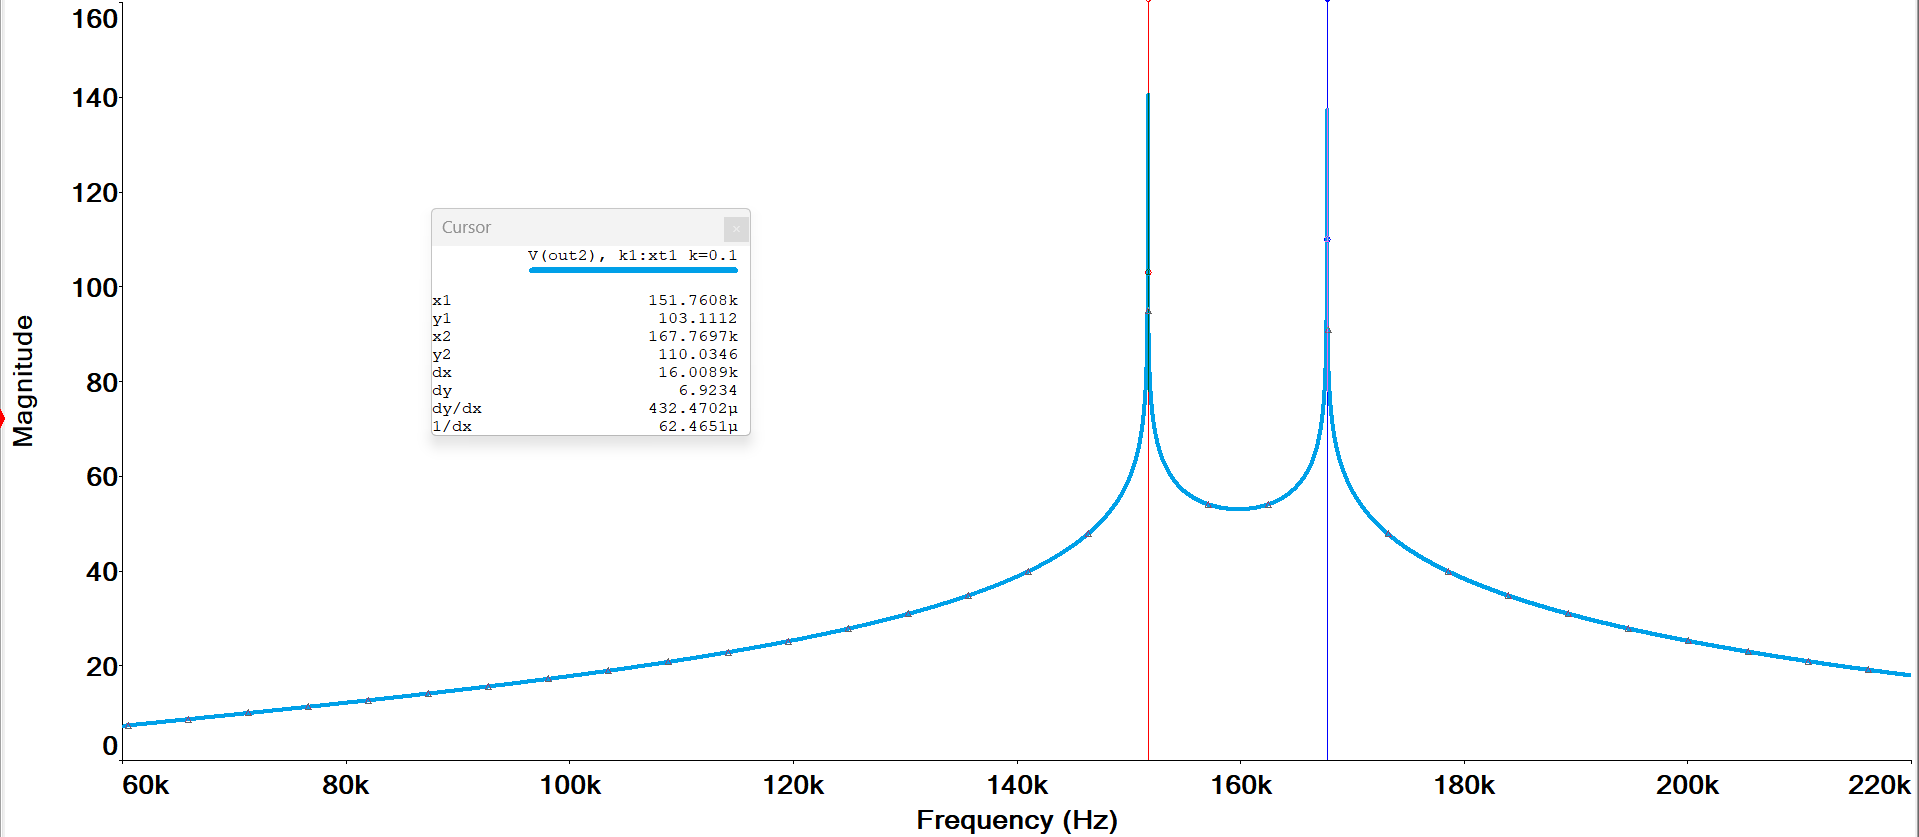 160
140
120
100
80
60
40
20
0
Magnitude
Cursor
V(out2), k1:xt1 k=0.1
x1 151.7608k
y1 103.1112
x2 167.7697k
y2 110.0346
dx 16.0089k
dy 6.9234
dy/dx 432.4702µ
1/dx 62.4651µ
60k 80k 100k 120k 140k 160k 180k 200k 220k
Frequency (Hz)